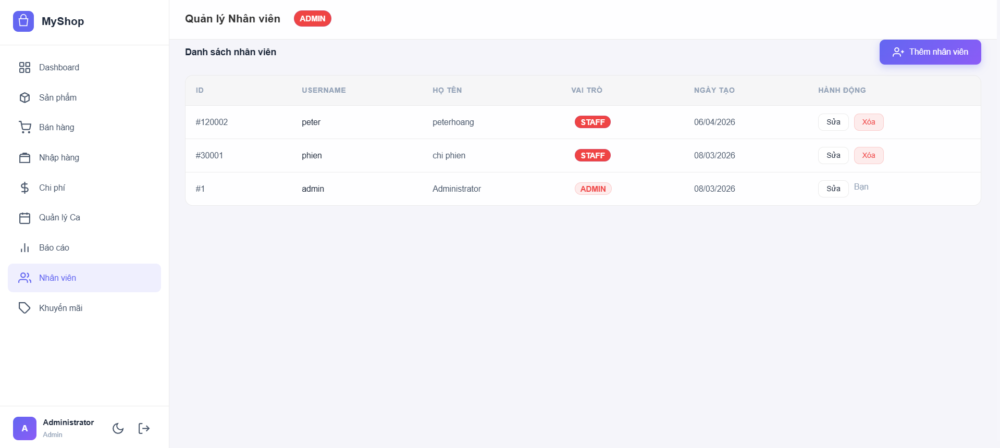 MyShop
Dashboard
Sản phẩm
Bán hàng
Nhập hàng
Chi phí
Quản lý Ca
Báo cáo
Nhân viên
Khuyến mãi
A
Administrator
Admin
Quản lý Nhân viên ADMIN
Danh sách nhân viên
Thêm nhân viên
ID USERNAME HỌ TÊN VAI TRÒ NGÀY TẠO HÀNH ĐỘNG
#120002 peter peterhoang STAFF 06/04/2026 Sửa Xóa
#30001 phien chi phien STAFF 08/03/2026 Sửa Xóa
#1 admin Administrator ADMIN 08/03/2026 Sửa Bạn